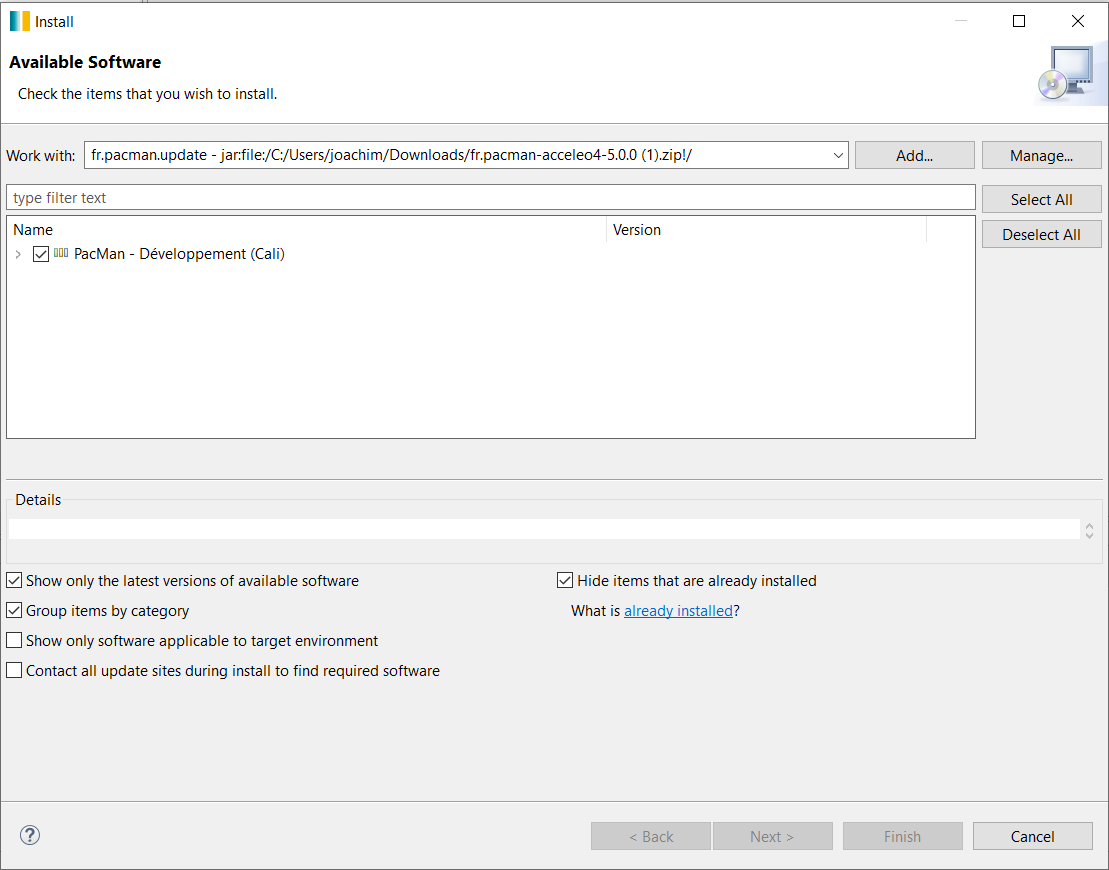 Install
Available Software
Check the items that you wish to install.
Work with: fr.pacman.update - jar:file:/C:/Users/joachim/Downloads/fr.pacman-acceleo4-5.0.0 (1).zip!/ Add... Manage...
type filter text Select All
Name Version
Deselect All
PacMan - Développement (Cali)
Details
Show only the latest versions of available software Hide items that are already installed
Group items by category What is already installed?
Show only software applicable to target environment
Contact all update sites during install to find required software
? < Back Next > Finish Cancel